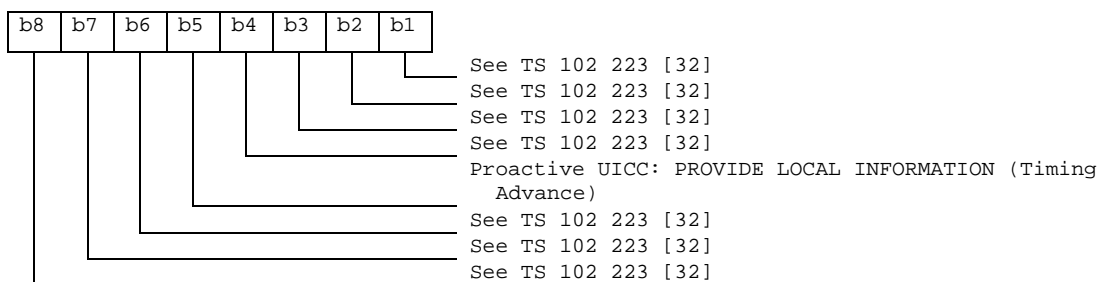 b8 b7 b6 b5 b4 b3 b2 b1
See TS 102 223 [32]
See TS 102 223 [32]
See TS 102 223 [32]
See TS 102 223 [32]
Proactive UICC: PROVIDE LOCAL INFORMATION (Timing
Advance)
See TS 102 223 [32]
See TS 102 223 [32]
See TS 102 223 [32]